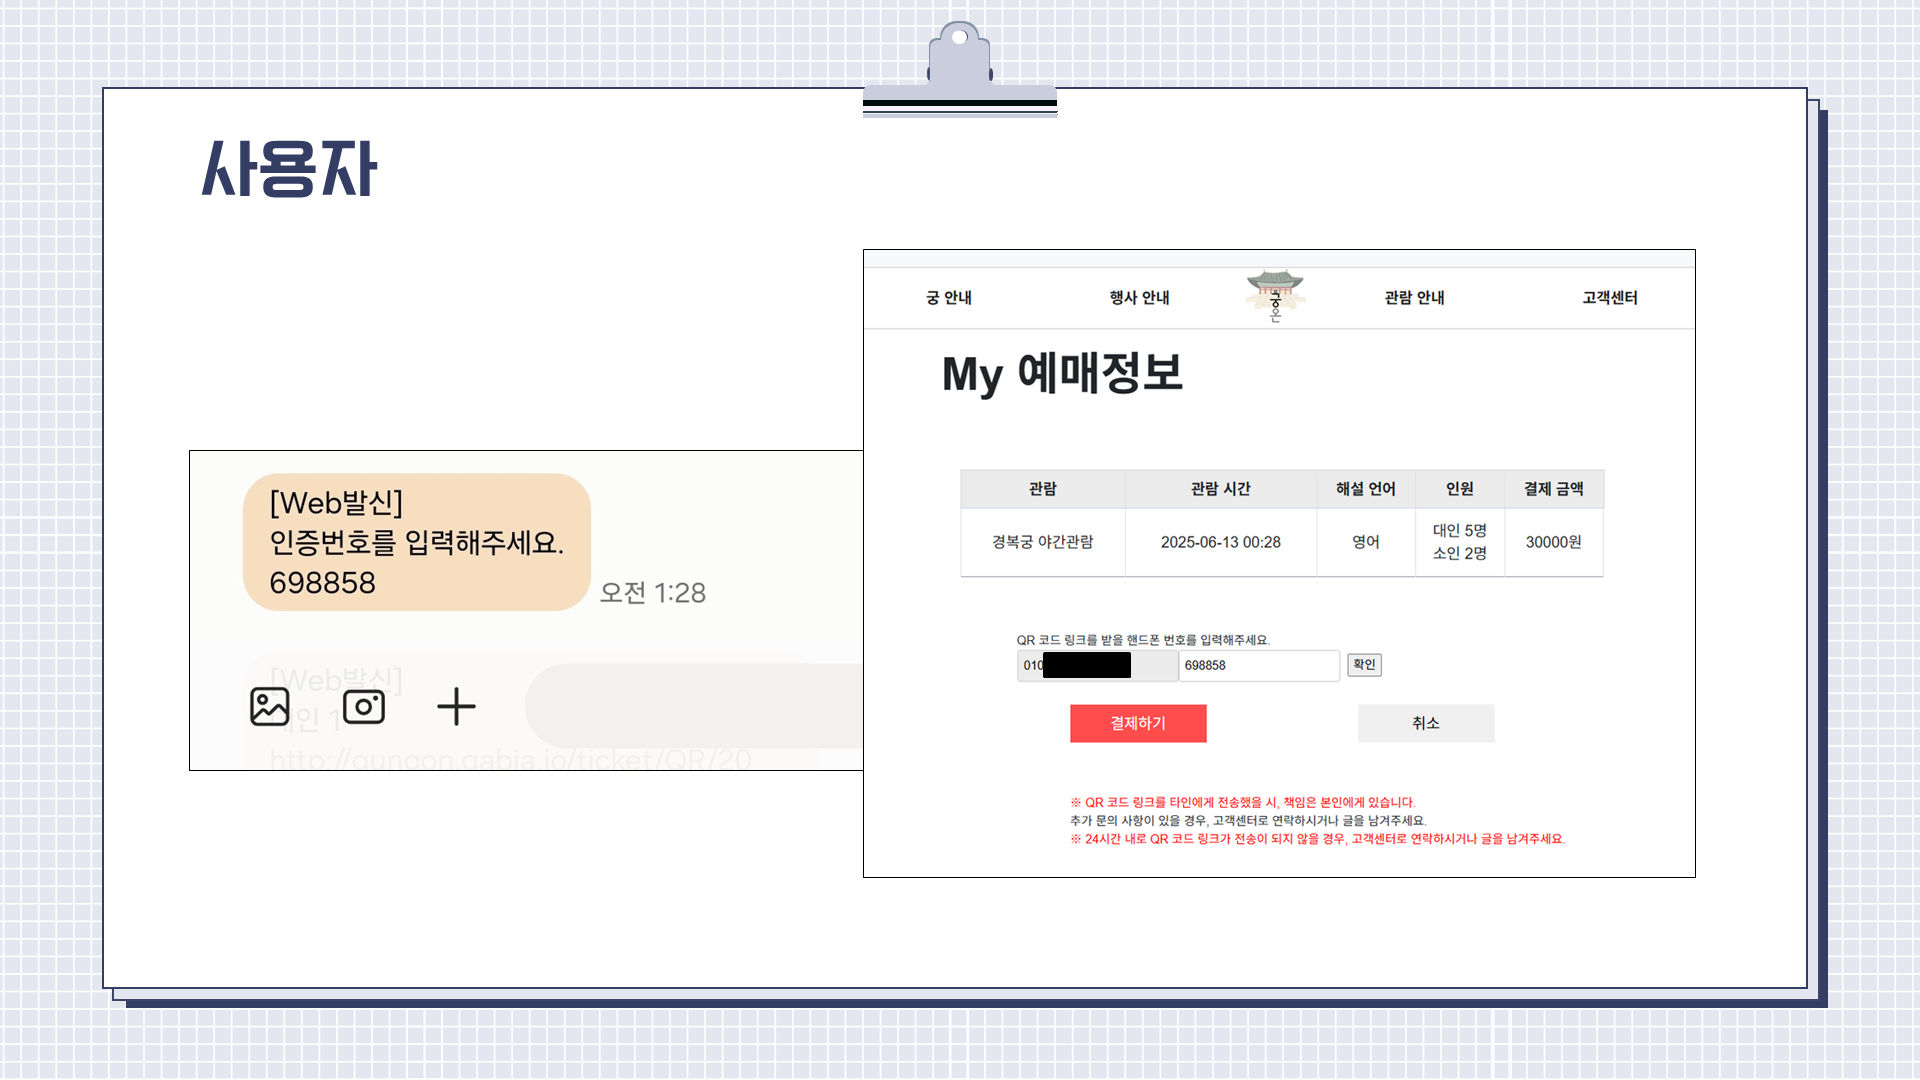 사용자
[Web발신]
인증번호를 입력해주세요.
698858
오전 1:28
[Web발신]
대인 1
http://gungon.gabia.io/ticket/QR/20
궁 안내
행사 안내
궁온
관람 안내
고객센터
My 예매정보
관람 관람 시간 해설 언어 인원 결제 금액
경복궁 야간관람 2025-06-13 00:28 영어 대인 5명 30000원
소인 2명
QR 코드 링크를 받을 핸드폰 번호를 입력해주세요.
010 698858 확인
결제하기 취소
※ QR 코드 링크를 타인에게 전송했을 시, 책임은 본인에게 있습니다.
추가 문의 사항이 있을 경우, 고객센터로 연락하시거나 글을 남겨주세요.
※ 24시간 내로 QR 코드 링크가 전송이 되지 않을 경우, 고객센터로 연락하시거나 글을 남겨주세요.